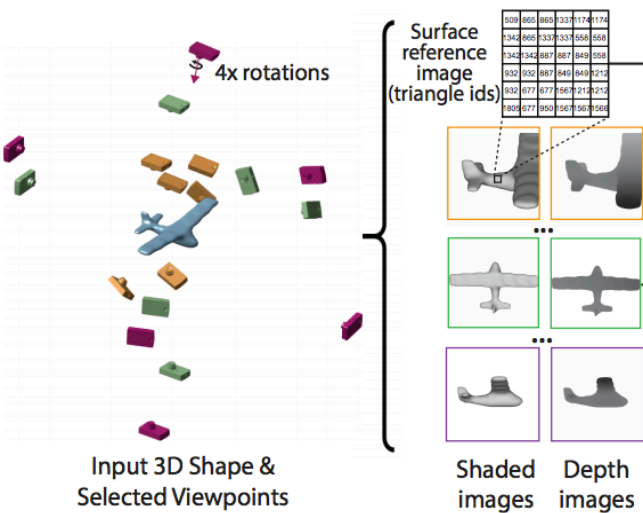 4x rotations
Input 3D Shape &
Selected Viewpoints
Surface
reference
image
(triangle ids)
509 865 865 1337 1174 1174
1342 865 1337 1337 558 558
1342 1342 887 887 849 558
932 932 887 849 849 1212
932 677 677 1567 1212 1212
1805 677 950 1567 1567 1566
...
...
Shaded
images
Depth
images